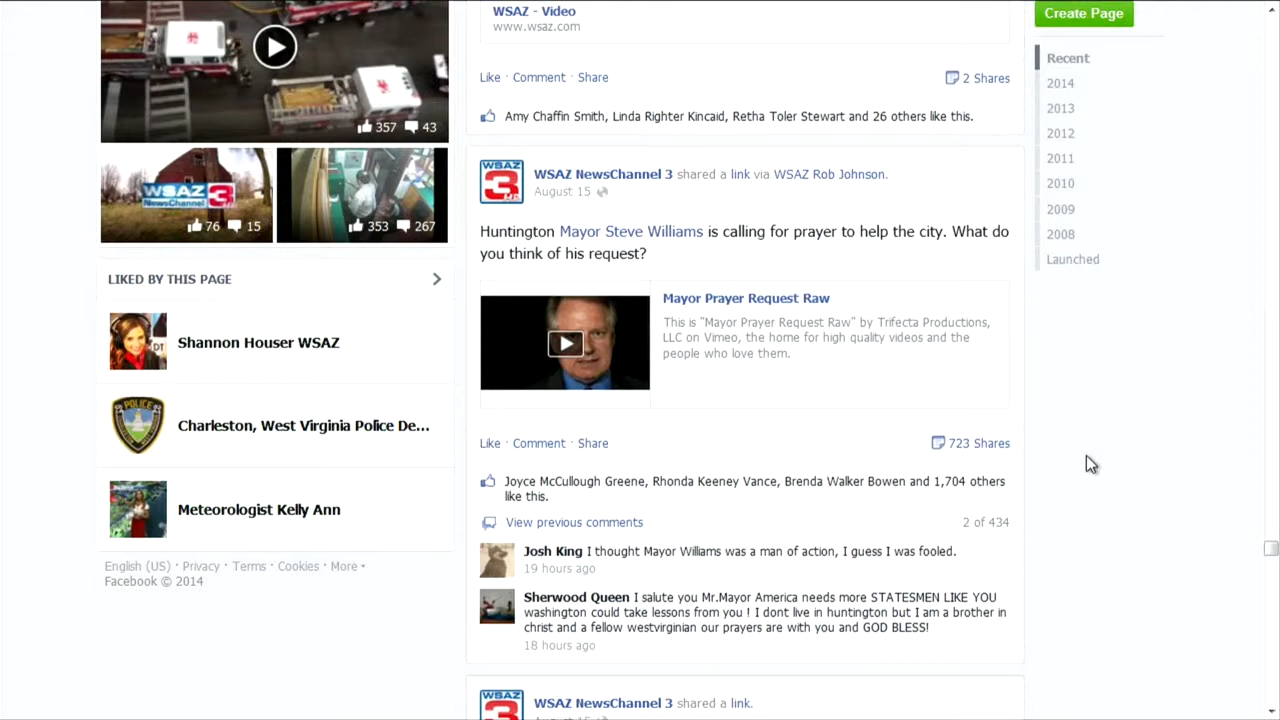 357 43
WSAZ
NewsChannel 3
76 15
353 267
LIKED BY THIS PAGE
Shannon Houser WSAZ
POLICE
Charleston, West Virginia Police De...
Meteorologist Kelly Ann
English (US) · Privacy · Terms · Cookies · More
Facebook © 2014
WSAZ - Video
www.wsaz.com
Like · Comment · Share
2 Shares
Amy Chaffin Smith, Linda Righter Kincaid, Retha Toler Stewart and 26 others like this.
WSAZ
3
WSAZ NewsChannel 3 shared a link via WSAZ Rob Johnson.
August 15
Huntington Mayor Steve Williams is calling for prayer to help the city. What do
you think of his request?
Mayor Prayer Request Raw
This is "Mayor Prayer Request Raw" by Trifecta Productions,
LLC on Vimeo, the home for high quality videos and the
people who love them.
Like · Comment · Share
723 Shares
Joyce McCullough Greene, Rhonda Keeney Vance, Brenda Walker Bowen and 1,704 others
like this.
View previous comments
2 of 434
Josh King I thought Mayor Williams was a man of action, I guess I was fooled.
19 hours ago
Sherwood Queen I salute you Mr.Mayor America needs more STATESMEN LIKE YOU
washington could take lessons from you ! I dont live in huntington but I am a brother in
christ and a fellow westvirginian our prayers are with you and GOD BLESS!
18 hours ago
WSAZ
3
WSAZ NewsChannel 3 shared a link.
August 15
Create Page
Recent
2014
2013
2012
2011
2010
2009
2008
Launched